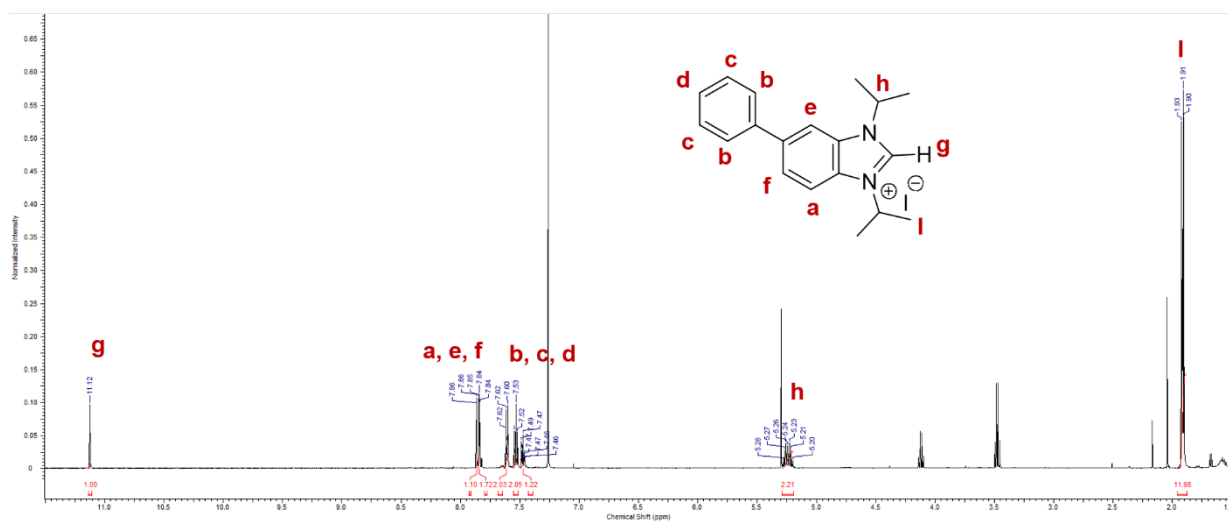 l
c
b
d
e
h
c
b
f
a
N
N
H
g
I
l
g
a, e, f
b, c, d
h
11.12
7.86
7.86
7.85
7.84
7.84
7.62
7.62
7.60
7.53
7.52
7.49
7.47
7.47
7.46
7.46
5.28
5.27
5.26
5.24
5.23
5.21
5.20
1.93
1.91
1.90
Normalized Intensity
0.65
0.60
0.55
0.50
0.45
0.40
0.35
0.30
0.25
0.20
0.15
0.10
0.05
0
1.00
1.10
1.72
2.03
2.05
1.22
2.21
11.98
11.0 10.5 10.0 9.5 9.0 8.5 8.0 7.5 7.0 6.5 6.0 5.5 5.0 4.5 4.0 3.5 3.0 2.5 2.0 1.5
Chemical Shift (ppm)